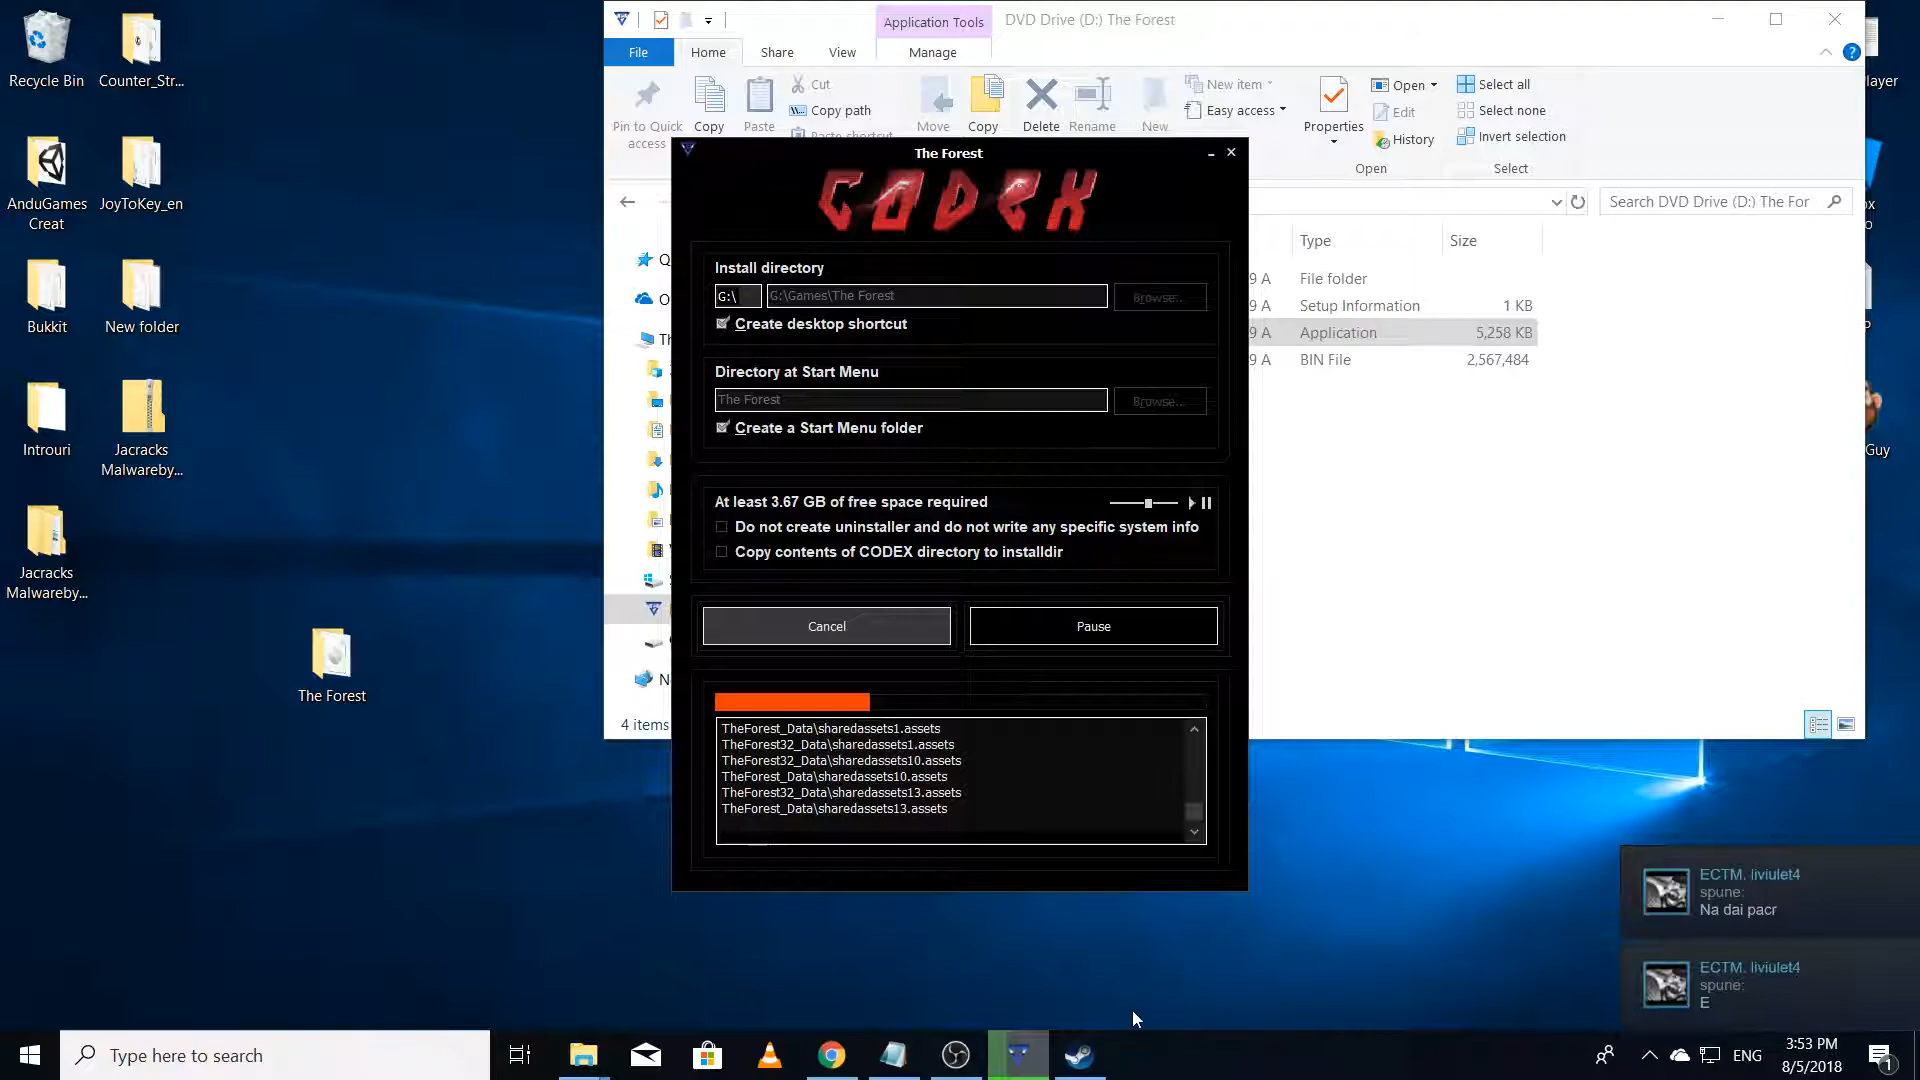 Recycle Bin
Counter_Str...
AnduGames
Creat
JoyToKey_en
Bukkit
New folder
Introuri
Jacracks
Malwareby...
Jacracks
Malwareby...
The Forest
Application Tools
DVD Drive (D:) The Forest
File
Home
Share
View
Manage
Pin to Quick
access
Copy
Paste
Cut
Copy path
Paste shortcut
Move
Copy
Delete
Rename
New
New item
Easy access
Properties
Open
Edit
History
Open
Select all
Select none
Invert selection
Select
Search DVD Drive (D:) The For
Type
Size
9 A
File folder
Setup Information
1 KB
9 A
Application
5,258 KB
9 A
BIN File
2,567,484
4 items
The Forest
CODEX
Install directory
G:\
G:\Games\The Forest
Browse...
Create desktop shortcut
Directory at Start Menu
The Forest
Browse...
Create a Start Menu folder
At least 3.67 GB of free space required
Do not create uninstaller and do not write any specific system info
Copy contents of CODEX directory to installdir
Cancel
Pause
TheForest_Data\sharedassets1.assets
TheForest32_Data\sharedassets1.assets
TheForest32_Data\sharedassets10.assets
TheForest_Data\sharedassets10.assets
TheForest32_Data\sharedassets13.assets
TheForest_Data\sharedassets13.assets
layer
Guy
ECTM. liviulet4
spune:
Na dai pacr
ECTM. liviulet4
spune:
E
Type here to search
ENG
3:53 PM
8/5/2018
1